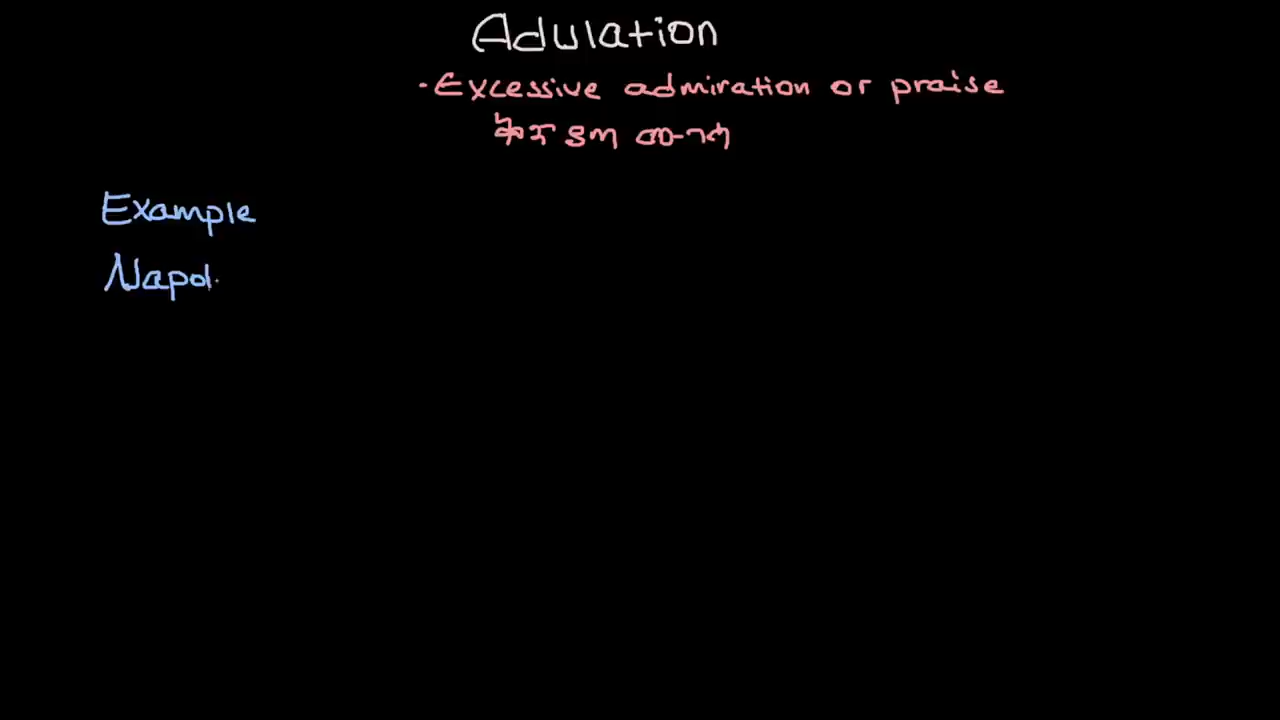 Adulation
·Excessive admiration or praise
Example
Napol